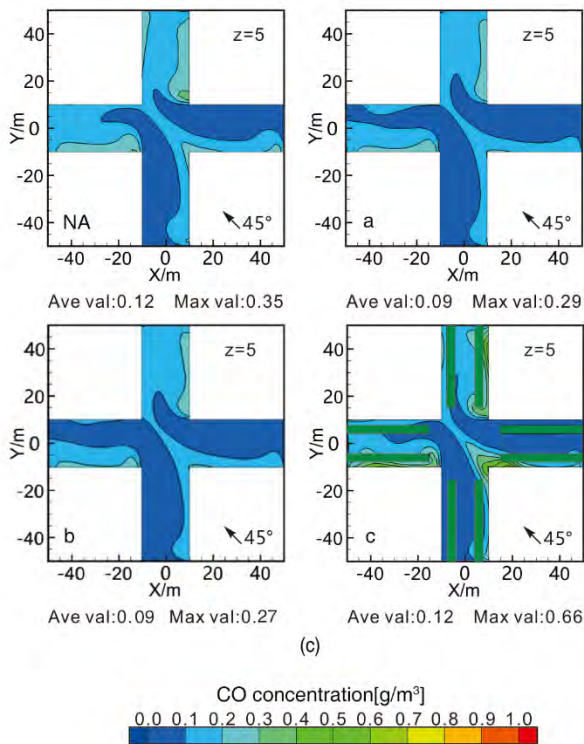 40
20
0
-20
-40
Y/m
z=5
NA
45°
-40 -20 0 20 40
X/m
Ave val:0.12 Max val:0.35
40
20
0
-20
-40
Y/m
z=5
a
45°
-40 -20 0 20 40
X/m
Ave val:0.09 Max val:0.29
40
20
0
-20
-40
Y/m
z=5
b
45°
-40 -20 0 20 40
X/m
Ave val:0.09 Max val:0.27
40
20
0
-20
-40
Y/m
z=5
c
45°
-40 -20 0 20 40
X/m
Ave val:0.12 Max val:0.66
(c)
CO concentration[g/m³]
0.0 0.1 0.2 0.3 0.4 0.5 0.6 0.7 0.8 0.9 1.0